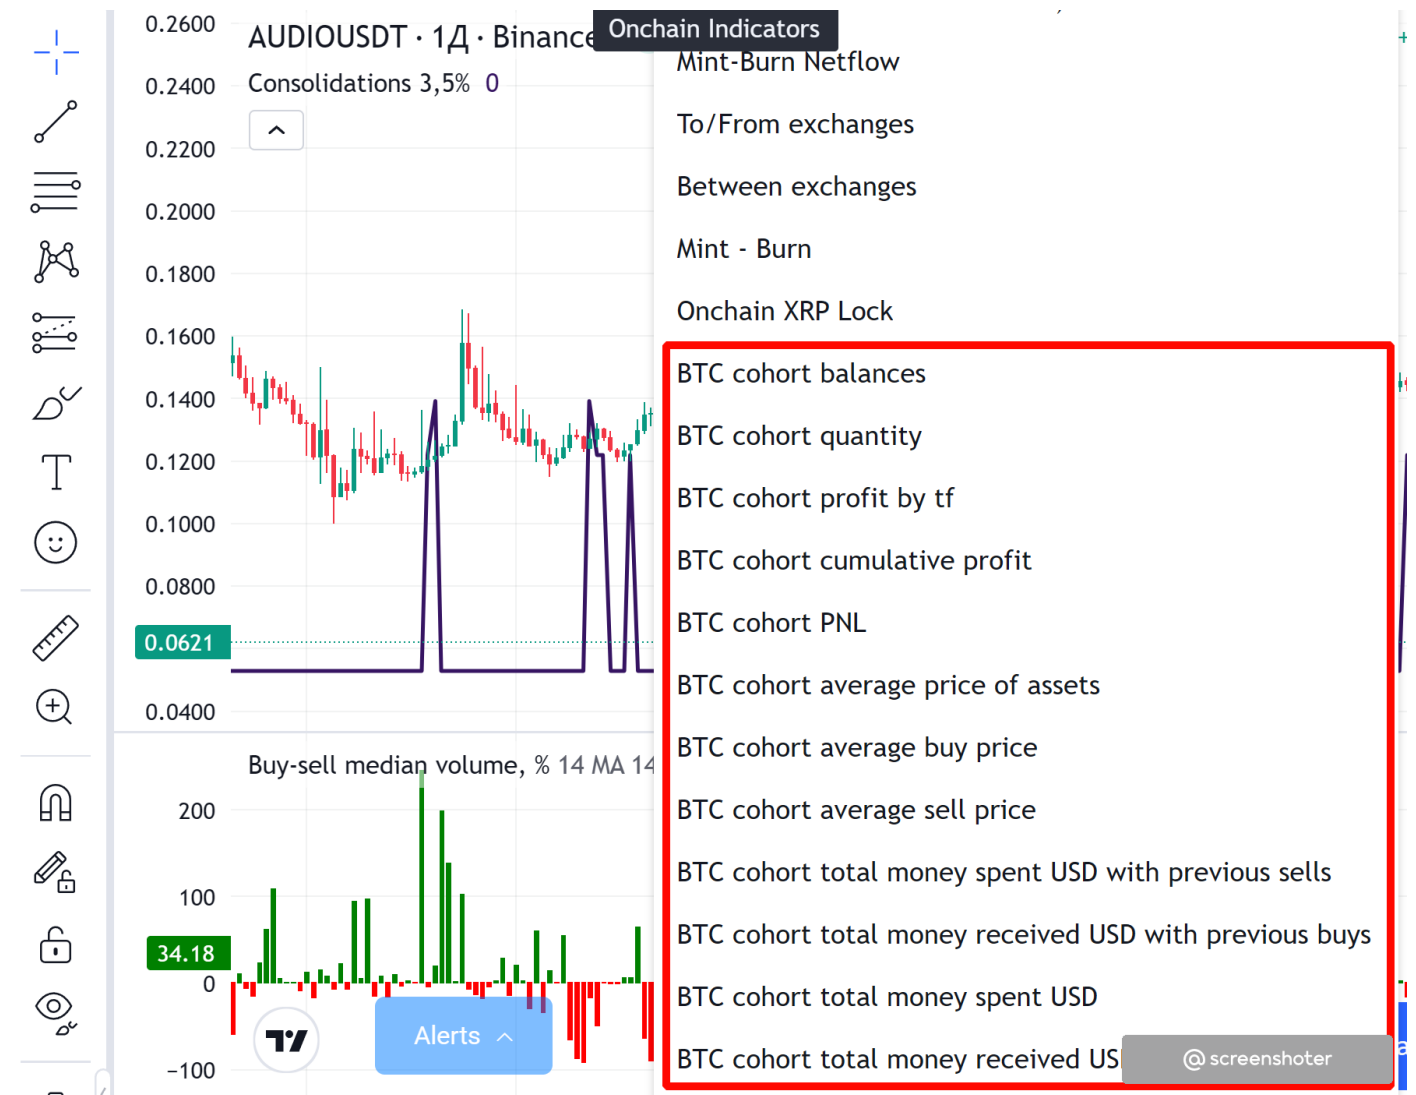 Onchain Indicators
AUDIOUSDT · 1Д · Binance
Consolidations 3,5% 0
0.2600
0.2400
0.2200
0.2000
0.1800
0.1600
0.1400
0.1200
0.1000
0.0800
0.0621
0.0400
Mint-Burn Netflow
To/From exchanges
Between exchanges
Mint - Burn
Onchain XRP Lock
BTC cohort balances
BTC cohort quantity
BTC cohort profit by tf
BTC cohort cumulative profit
BTC cohort PNL
BTC cohort average price of assets
BTC cohort average buy price
BTC cohort average sell price
BTC cohort total money spent USD with previous sells
BTC cohort total money received USD with previous buys
BTC cohort total money spent USD
BTC cohort total money received
Buy-sell median volume, % 14 MA 14
200
100
34.18
0
−100
Alerts
@screenshoter